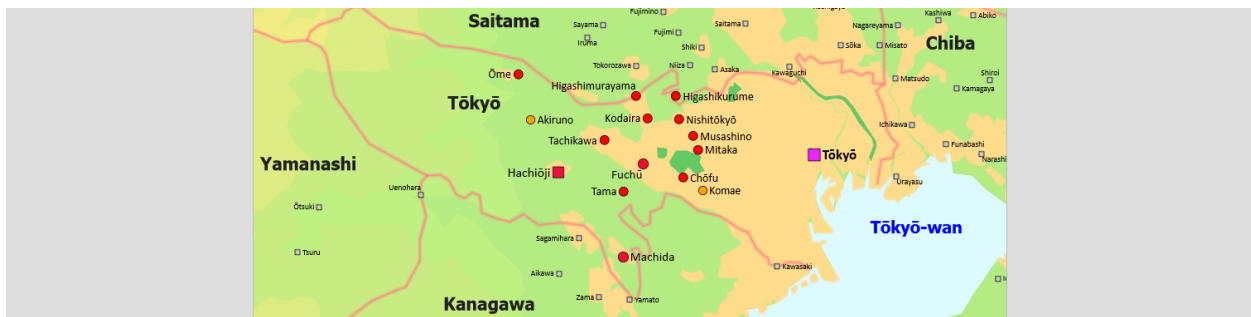 Fujimino
Kashiwa
Abiko
Saitama
Sayama
Saitama
Nagareyama
Iruma
Fujimi
Shiki
Sōka
Misato
Chiba
Tokorozawa
Niiza
Asaka
Kawaguchi
Ōme
Matsudo
Shiroi
Kamagaya
Higashimurayama
Higashikurume
Tōkyō
Akiruno
Kodaira
Nishitōkyō
Ichikawa
Tachikawa
Musashino
Mitaka
Tōkyō
Funabashi
Narashi
Yamanashi
Hachiōji
Fuchū
Chōfu
Urayasu
Uenohara
Tama
Komae
Ōtsuki
Tōkyō-wan
Sagamihara
Tsuru
Machida
Kawasaki
Aikawa
Kanagawa
Zama
Yamato